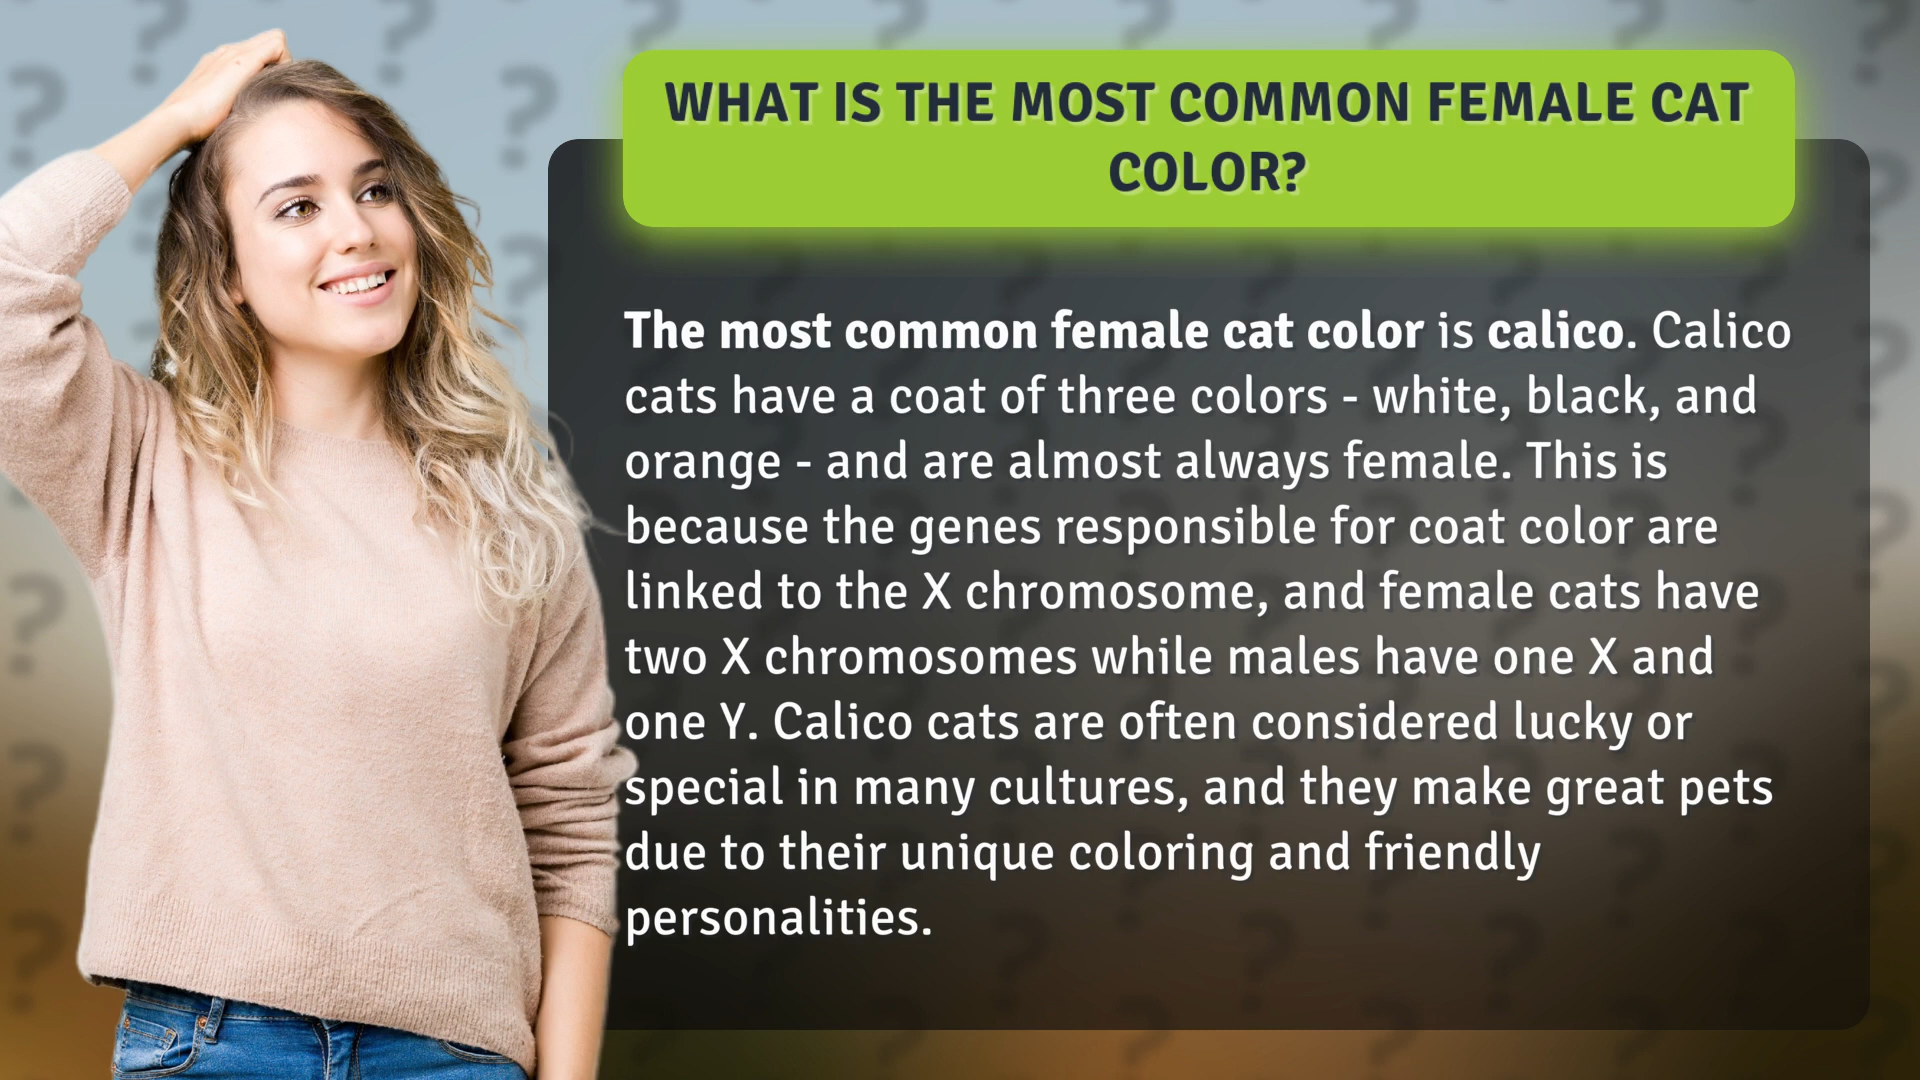 WHAT IS THE MOST COMMON FEMALE CAT
COLOR?
The most common female cat color is calico. Calico
cats have a coat of three colors - white, black, and
orange - and are almost always female. This is
because the genes responsible for coat color are
linked to the X chromosome, and female cats have
two X chromosomes while males have one X and
one Y. Calico cats are often considered lucky or
special in many cultures, and they make great pets
due to their unique coloring and friendly
personalities.